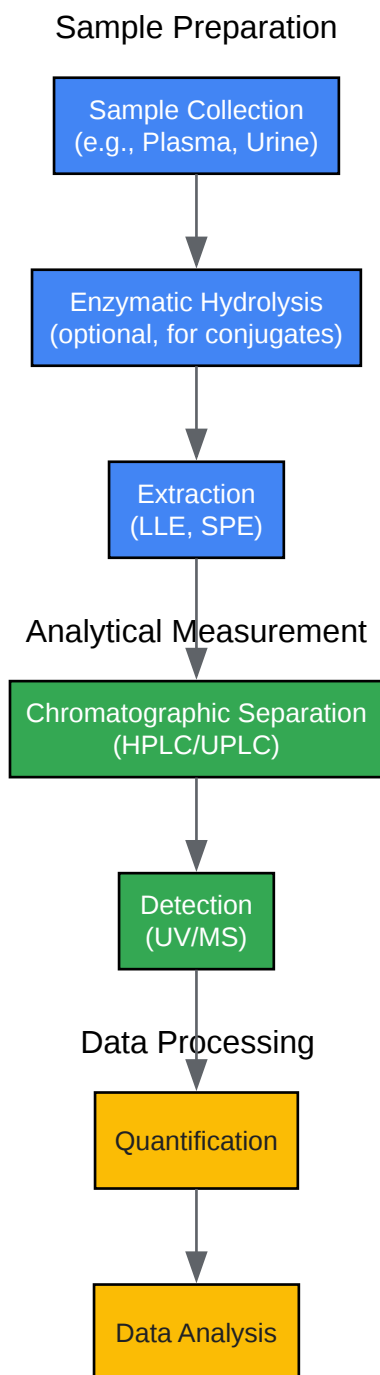 Sample Preparation
Sample Collection
(e.g., Plasma, Urine)
Enzymatic Hydrolysis
(optional, for conjugates)
Extraction
(LLE, SPE)
Analytical Measurement
Chromatographic Separation
(HPLC/UPLC)
Detection
(UV/MS)
Data Processing
Quantification
Data Analysis